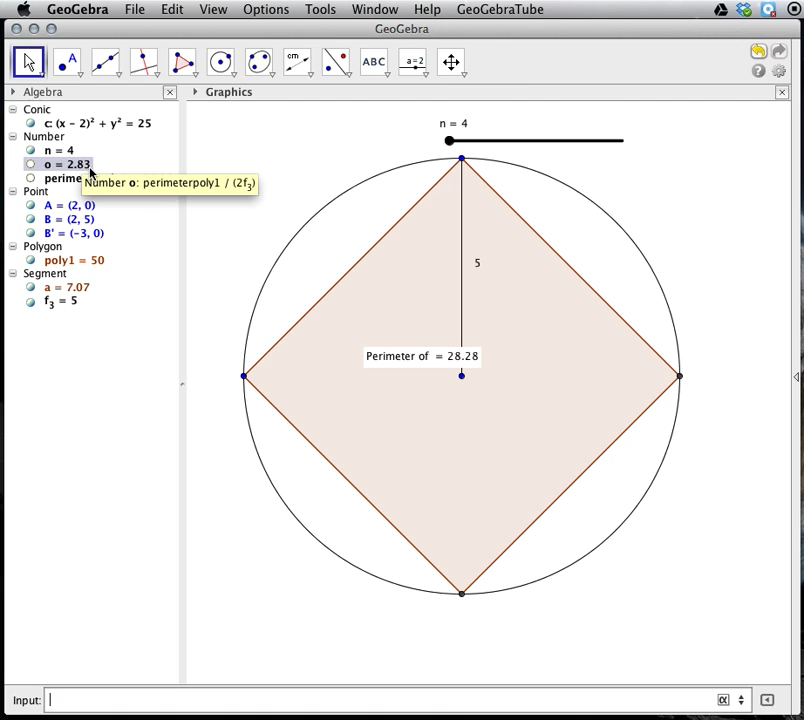 GeoGebra File Edit View Options Tools Window Help GeoGebraTube
GeoGebra
A
cm
ABC
a=2
?
Algebra
Graphics
Conic
c: (x – 2)² + y² = 25
Number
n = 4
o = 2.83
perime
Number o: perimeterpoly1 / (2f₃)
Point
A = (2, 0)
B = (2, 5)
B' = (–3, 0)
Polygon
poly1 = 50
Segment
a = 7.07
f₃ = 5
n = 4
5
Perimeter of = 28.28
Input:
α